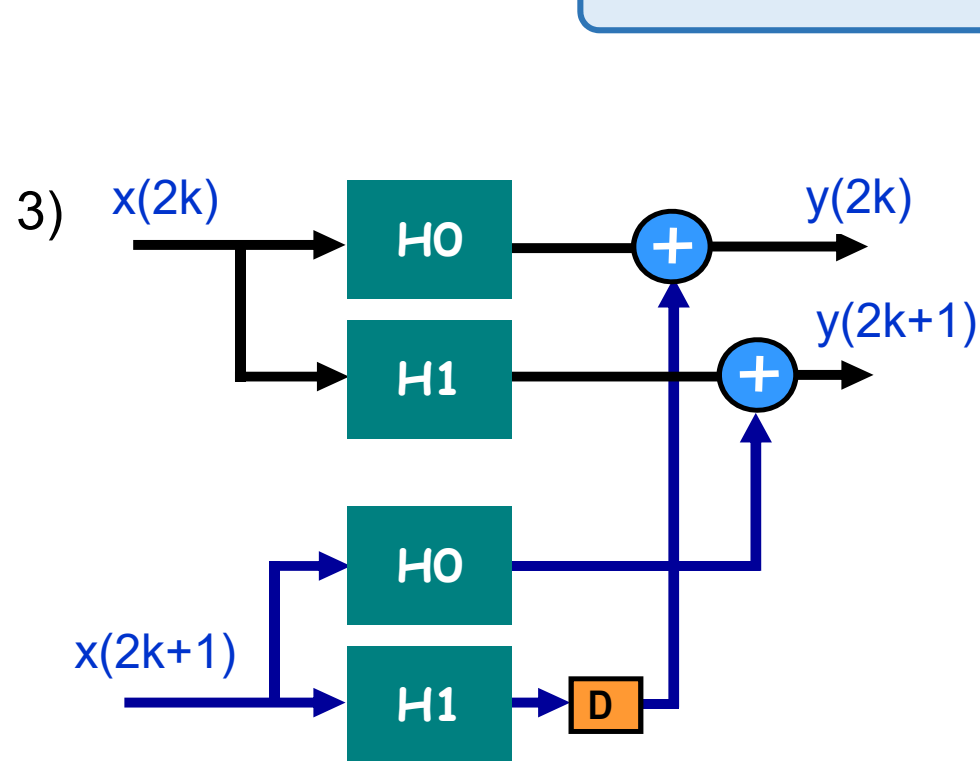 3)
x(2k)
H0
+
y(2k)
y(2k+1)
H1
+
H0
x(2k+1)
H1
D